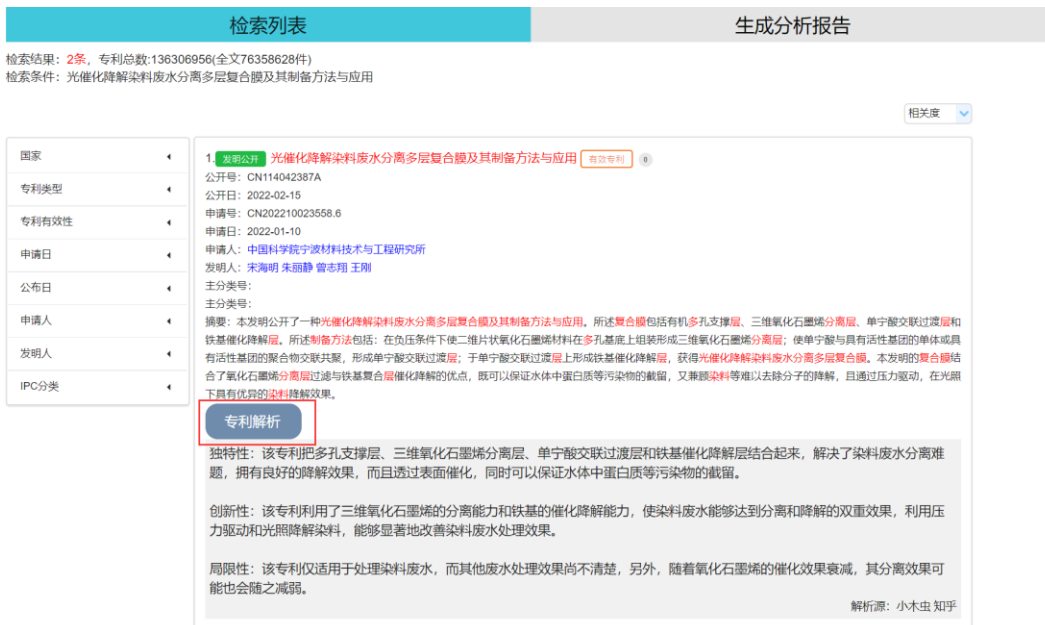 检索列表
生成分析报告
检索结果：2条，专利总数:136306956(全文76358628件)
检索条件：光催化降解染料废水分离多层复合膜及其制备方法与应用
相关度
国家
专利类型
专利有效性
申请日
公布日
申请人
发明人
IPC分类
1. 发明公开 光催化降解染料废水分离多层复合膜及其制备方法与应用 有效专利 0
公开号：CN114042387A
公开日：2022-02-15
申请号：CN202210023558.6
申请日：2022-01-10
申请人：中国科学院宁波材料技术与工程研究所
发明人：宋海明 朱丽静 曾志翔 王刚
主分类号：
主分类号：
摘要：本发明公开了一种光催化降解染料废水分离多层复合膜及其制备方法与应用。所述复合膜包括有机多孔支撑层、三维氧化石墨烯分离层、单宁酸交联过渡层和
铁基催化降解层。所述制备方法包括：在负压条件下使二维片状氧化石墨烯材料在多孔基底上组装形成三维氧化石墨烯分离层；使单宁酸与具有活性基团的单体或具
有活性基团的聚合物交联共聚，形成单宁酸交联过渡层；于单宁酸交联过渡层上形成铁基催化降解层，获得光催化降解染料废水分离多层复合膜。本发明的复合膜结
合了氧化石墨烯分离层过滤与铁基复合层催化降解的优点，既可以保证水体中蛋白质等污染物的截留，又兼顾染料等难以去除分子的降解，且通过压力驱动，在光照
下具有优异的染料降解效果。
专利解析
独特性：该专利把多孔支撑层、三维氧化石墨烯分离层、单宁酸交联过渡层和铁基催化降解层结合起来，解决了染料废水分离难
题，拥有良好的降解效果，而且透过表面催化，同时可以保证水体中蛋白质等污染物的截留。
创新性：该专利利用了三维氧化石墨烯的分离能力和铁基的催化降解能力，使染料废水能够达到分离和降解的双重效果，利用压
力驱动和光照降解染料，能够显著地改善染料废水处理效果。
局限性：该专利仅适用于处理染料废水，而其他废水处理效果尚不清楚，另外，随着氧化石墨烯的催化效果衰减，其分离效果可
能也会随之减弱。
解析源：小木虫 知乎